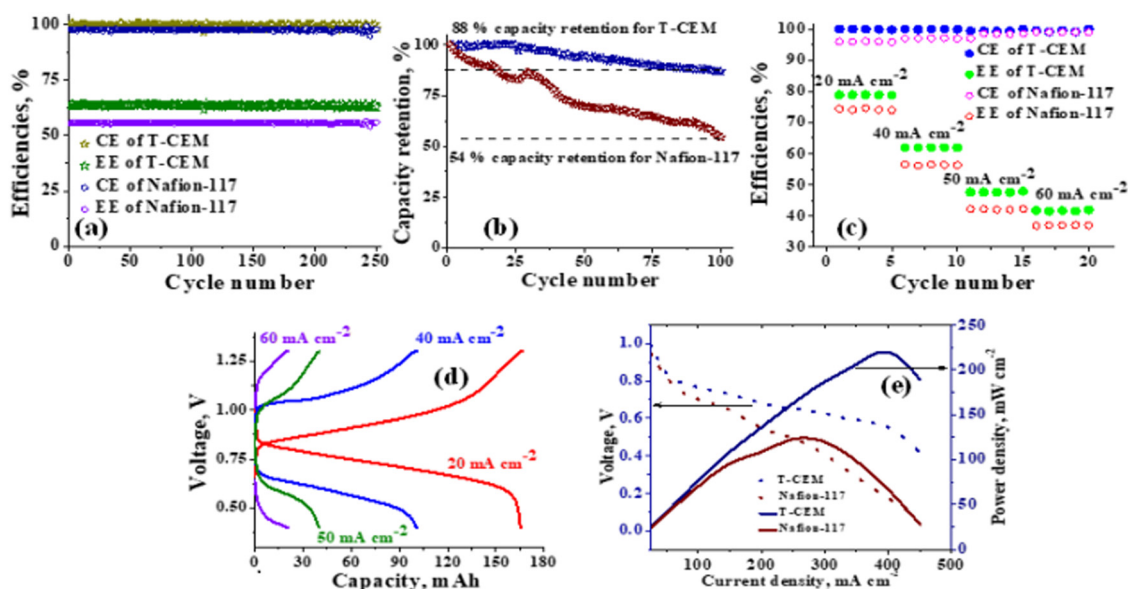 100
75
50
25
0
Efficiencies, %
CE of T-CEM
EE of T-CEM
CE of Nafion-117
EE of Nafion-117
(a)
0 50 100 150 200 250
Cycle number
88 % capacity retention for T-CEM
125
100
75
50
25
0
Capacity retention, %
54 % capacity retention for Nafion-117
(b)
0 25 50 75 100
Cycle number
100
90
80
70
60
50
40
30
Efficiencies, %
CE of T-CEM
EE of T-CEM
CE of Nafion-117
EE of Nafion-117
20 mA cm-2
40 mA cm-2
50 mA cm-2
60 mA cm-2
(c)
0 5 10 15 20
Cycle number
60 mA cm-2
40 mA cm-2
1.25
1.00
0.75
0.50
Voltage, V
(d)
20 mA cm-2
50 mA cm-2
0 30 60 90 120 150 180
Capacity, mAh
1.0
0.8
0.6
0.4
0.2
0.0
Voltage, V
(e)
T-CEM
Nafion-117
T-CEM
Nafion-117
250
200
150
100
50
0
Power density, mW cm-2
100 200 300 400 500
Current density, mA cm-2